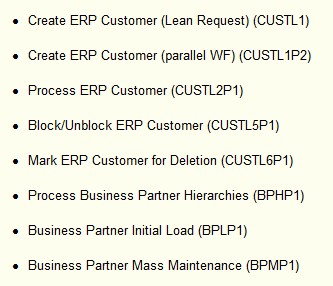 • Create ERP Customer (Lean Request) (CUSTL1)
• Create ERP Customer (parallel WF) (CUSTL1P2)
• Process ERP Customer (CUSTL2P1)
• Block/Unblock ERP Customer (CUSTL5P1)
• Mark ERP Customer for Deletion (CUSTL6P1)
• Process Business Partner Hierarchies (BPHP1)
• Business Partner Initial Load (BPLP1)
• Business Partner Mass Maintenance (BPMP1)